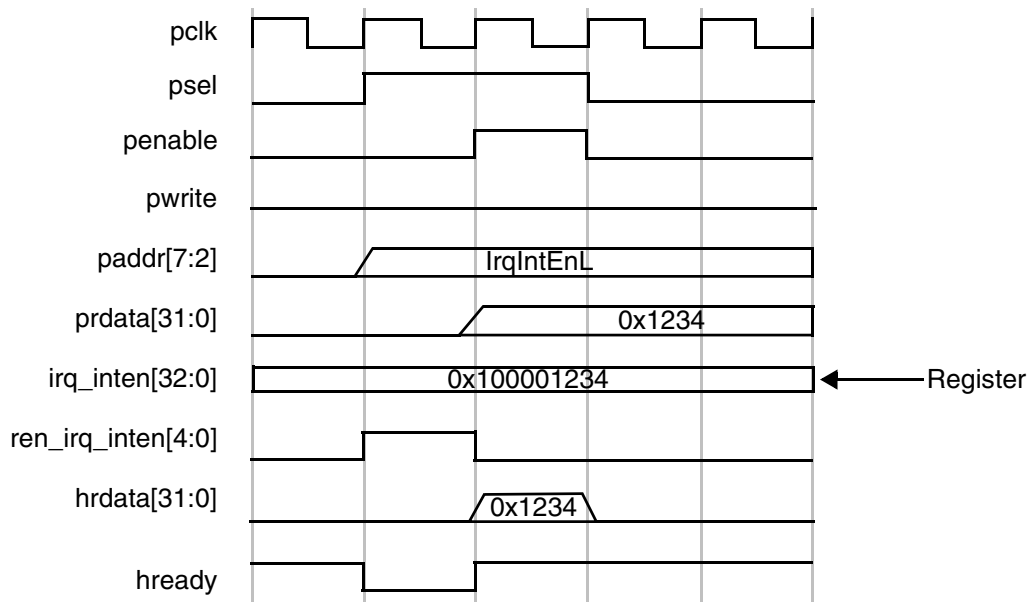 pclk
psel
penable
pwrite
paddr[7:2]
IrqIntEnL
prdata[31:0]
0x1234
irq_inten[32:0]
0x100001234
Register
ren_irq_inten[4:0]
hrdata[31:0]
0x1234
hready